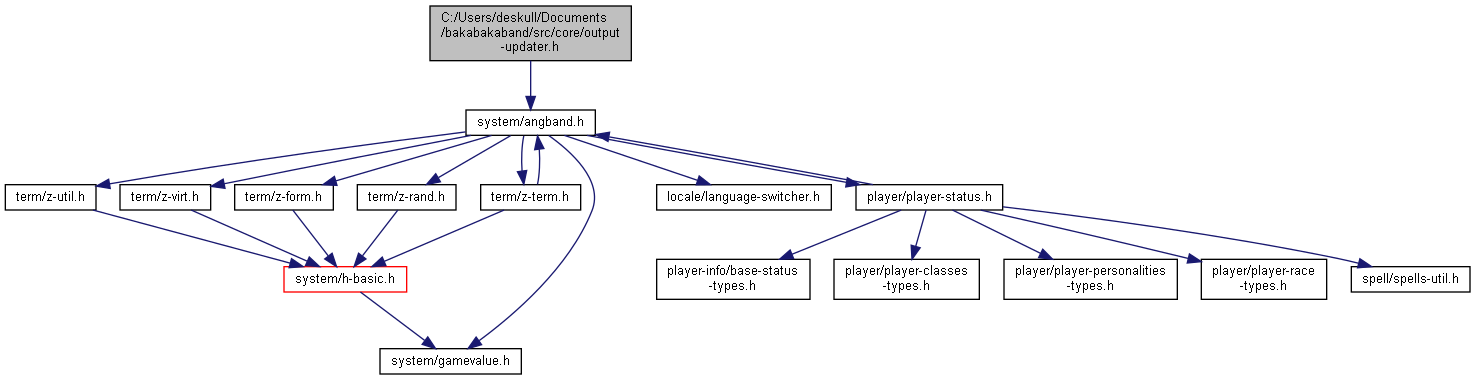 C:/Users/deskull/Documents
/bakabakaband/src/core/output
-updater.h
system/angband.h
term/z-util.h
term/z-virt.h
term/z-form.h
term/z-rand.h
term/z-term.h
locale/language-switcher.h
player/player-status.h
system/h-basic.h
player-info/base-status
-types.h
player/player-classes
-types.h
player/player-personalities
-types.h
player/player-race
-types.h
spell/spells-util.h
system/gamevalue.h